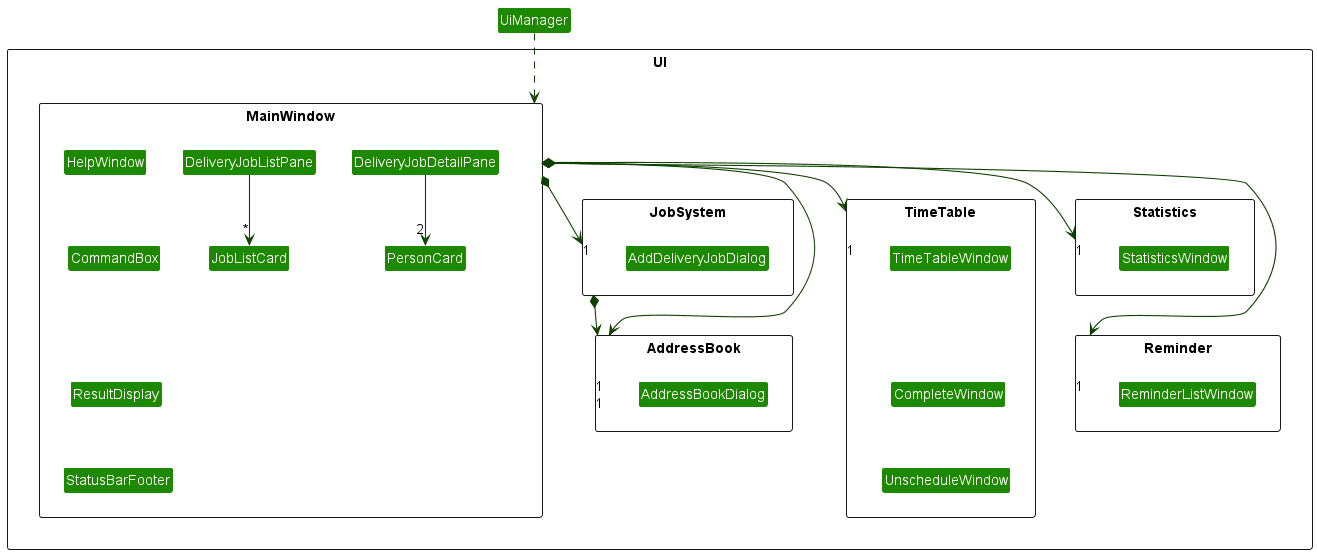 UiManager
UI
MainWindow
HelpWindow
DeliveryJobListPane
DeliveryJobDetailPane
*
2
CommandBox
JobListCard
PersonCard
ResultDisplay
StatusBarFooter
JobSystem
1
AddDeliveryJobDialog
AddressBook
1
1
AddressBookDialog
TimeTable
1
TimeTableWindow
CompleteWindow
UnscheduleWindow
Statistics
1
StatisticsWindow
Reminder
1
ReminderListWindow